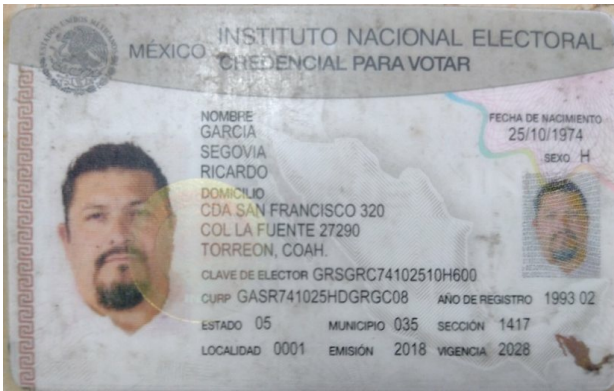 MÉXICO INSTITUTO NACIONAL ELECTORAL
CREDENCIAL PARA VOTAR
NOMBRE
GARCIA
SEGOVIA
RICARDO
FECHA DE NACIMIENTO
25/10/1974
SEXO H
DOMICILIO
CDA SAN FRANCISCO 320
COL LA FUENTE 27290
TORREON, COAH.
CLAVE DE ELECTOR GRSGRC74102510H600
CURP GASR741025HDGRGC08 AÑO DE REGISTRO 1993 02
ESTADO 05 MUNICIPIO 035 SECCIÓN 1417
LOCALIDAD 0001 EMISIÓN 2018 VIGENCIA 2028